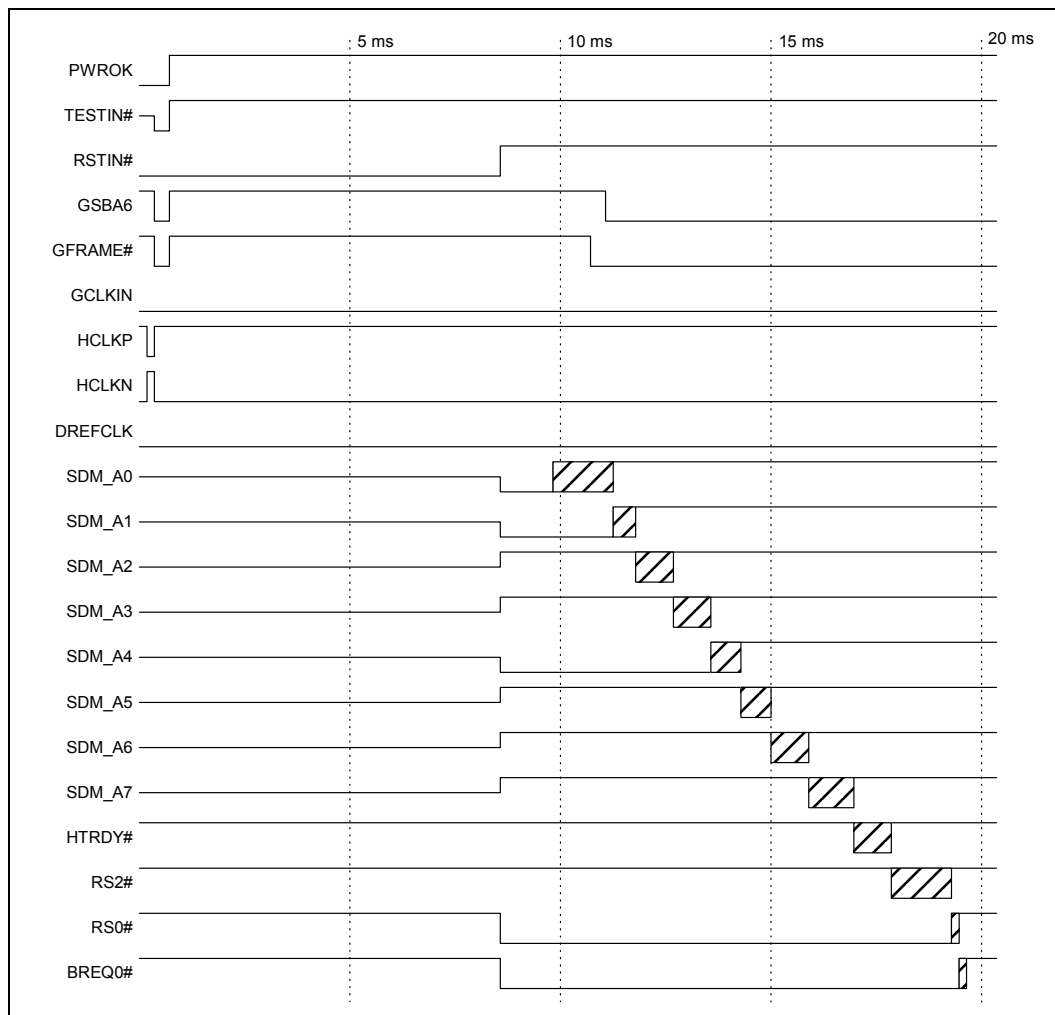 5 ms
10 ms
15 ms
20 ms
PWROK
TESTIN#
RSTIN#
GSBA6
GFRAME#
GCLKIN
HCLKP
HCLKN
DREFCLK
SDM_A0
SDM_A1
SDM_A2
SDM_A3
SDM_A4
SDM_A5
SDM_A6
SDM_A7
HTRDY#
RS2#
RS0#
BREQ0#